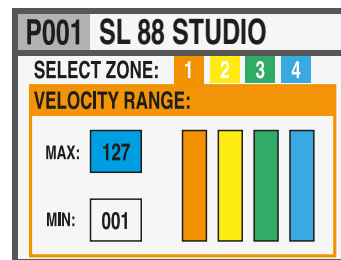 P001 SL 88 STUDIO
SELECT ZONE: 1 2 3 4
VELOCITY RANGE:
MAX: 127
MIN: 001